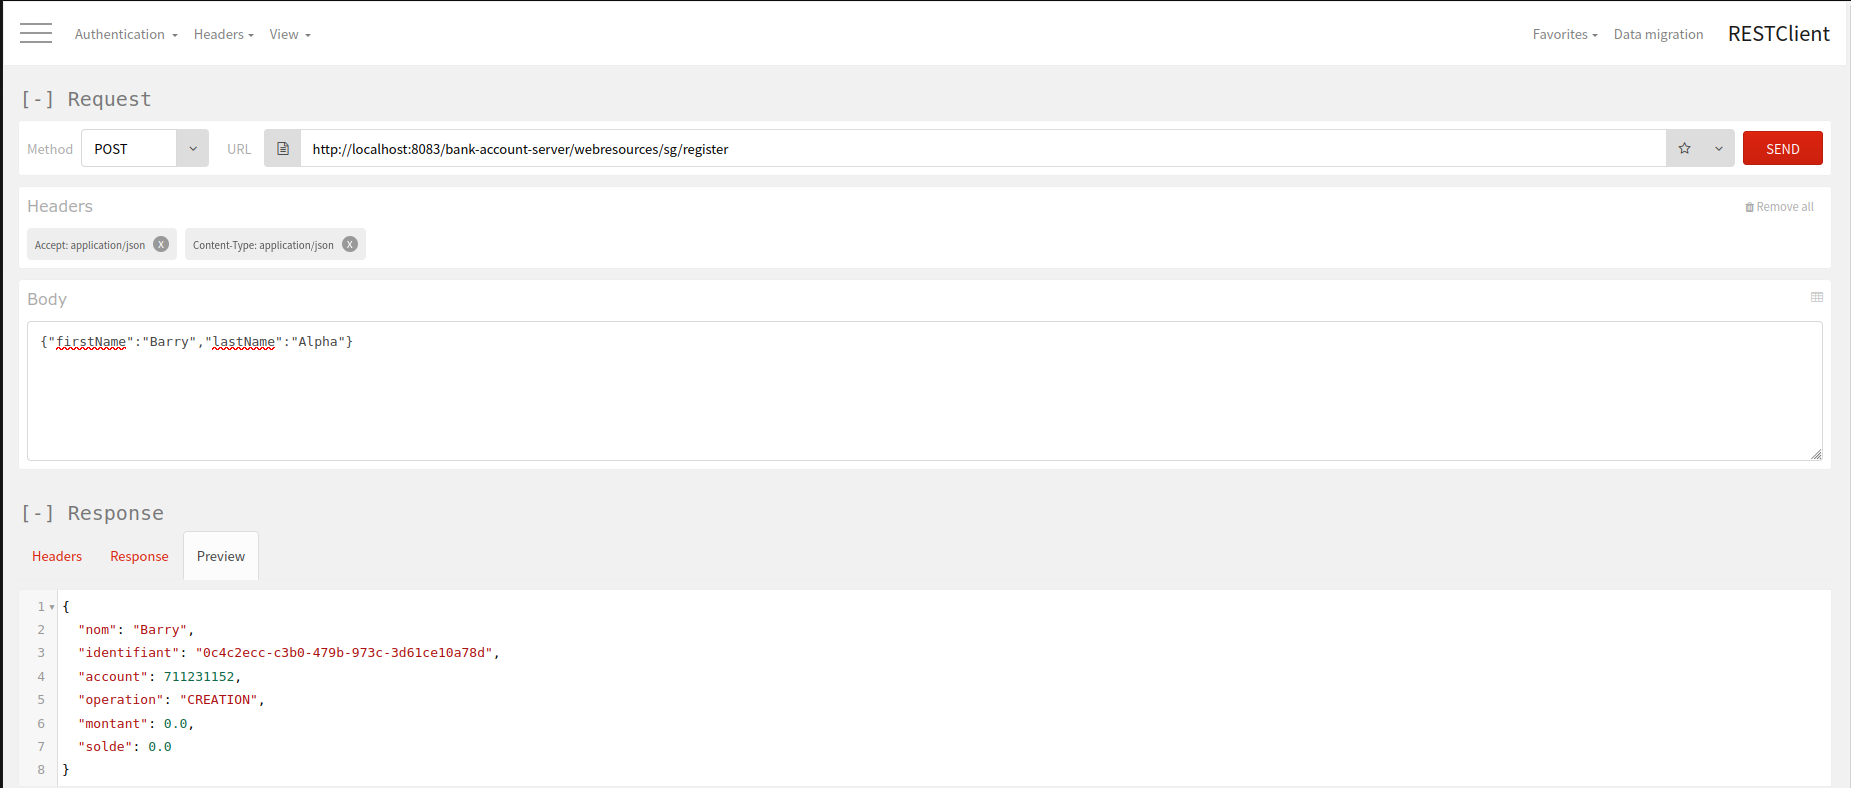 Authentication Headers View Favorites Data migration RESTClient
[-] Request
Method POST URL http://localhost:8083/bank-account-server/webresources/sg/register SEND
Headers Remove all
Accept: application/json X Content-Type: application/json X
Body
{"firstName":"Barry","lastName":"Alpha"}
[-] Response
Headers Response Preview
1 {
2 "nom": "Barry",
3 "identifiant": "0c4c2ecc-c3b0-479b-973c-3d61ce10a78d",
4 "account": 711231152,
5 "operation": "CREATION",
6 "montant": 0.0,
7 "solde": 0.0
8 }